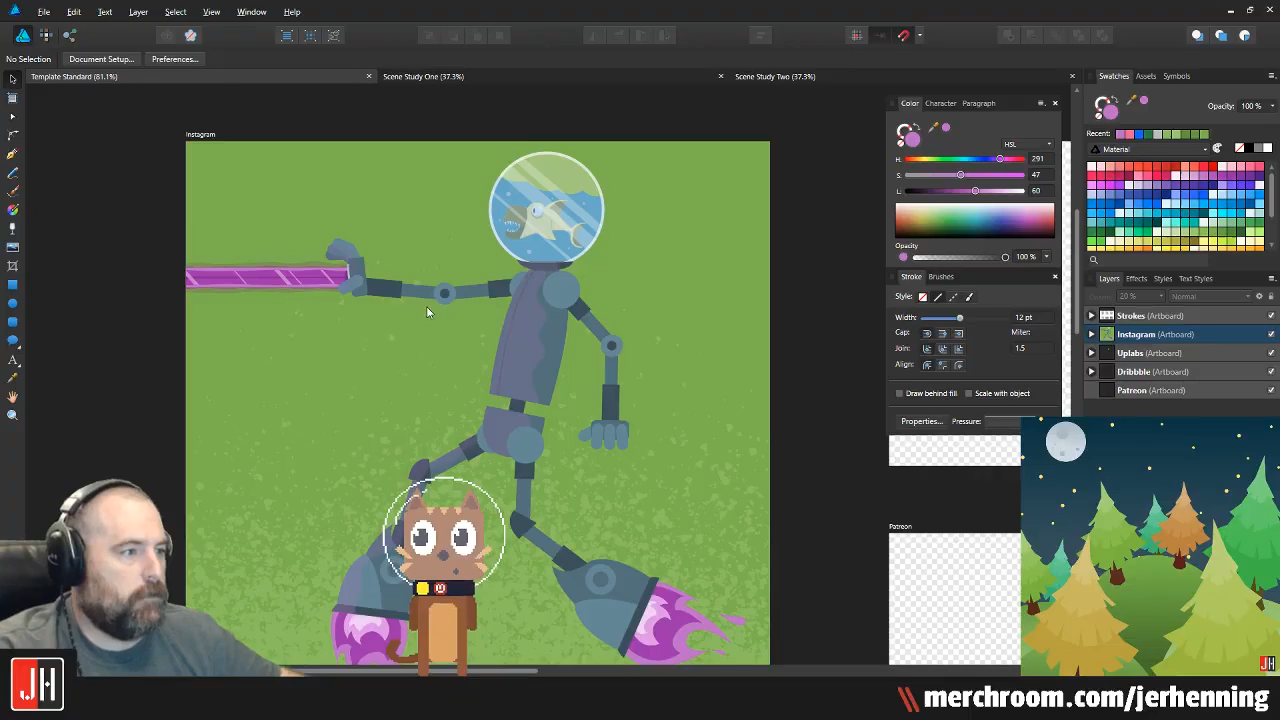 File Edit Text Layer Select View Window Help
No Selection Document Setup... Preferences...
Template Standard (81.1%) Scene Study One (37.3%) Scene Study Two (37.3%)
Instagram
Color Character Paragraph
HSL
H: 291
S: 47
L: 60
Opacity
100 %
Stroke Brushes
Style:
Width: 12 pt
Cap: Miter:
Join: 1.5
Align:
Draw behind fill Scale with object
Properties... Pressure:
Patreon
Swatches Assets Symbols
Opacity: 100 %
Recent:
Material
Layers Effects Styles Text Styles
20 % Normal
Strokes (Artboard)
Instagram (Artboard)
Uplabs (Artboard)
Dribbble (Artboard)
Patreon (Artboard)
JH
JH
merchroom.com/jerhenning